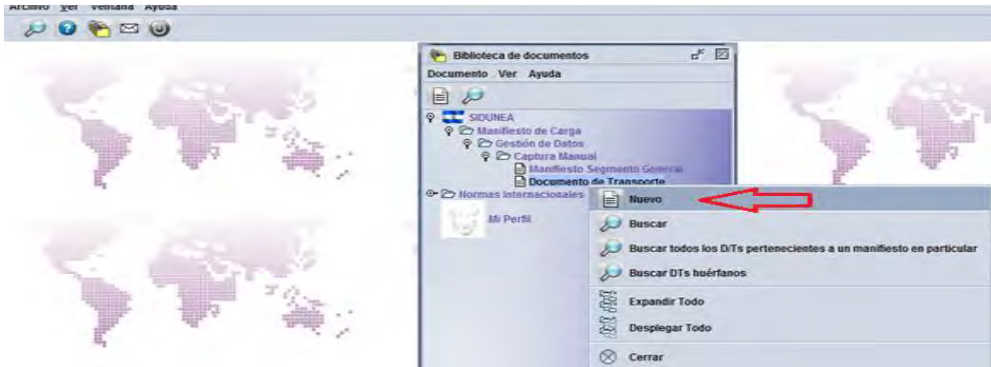 Archivo Ver Ventana Ayuda
Biblioteca de documentos
Documento Ver Ayuda
SIDUNEA
Manifiesto de Carga
Gestión de Datos
Captura Manual
Manifiesto Segmento General
Documento de Transporte
Normas Internacionales
Mi Perfil
Nuevo
Buscar
Buscar todos los D/Ts pertenecientes a un manifiesto en particular
Buscar DTs huérfanos
Expandir Todo
Desplegar Todo
Cerrar